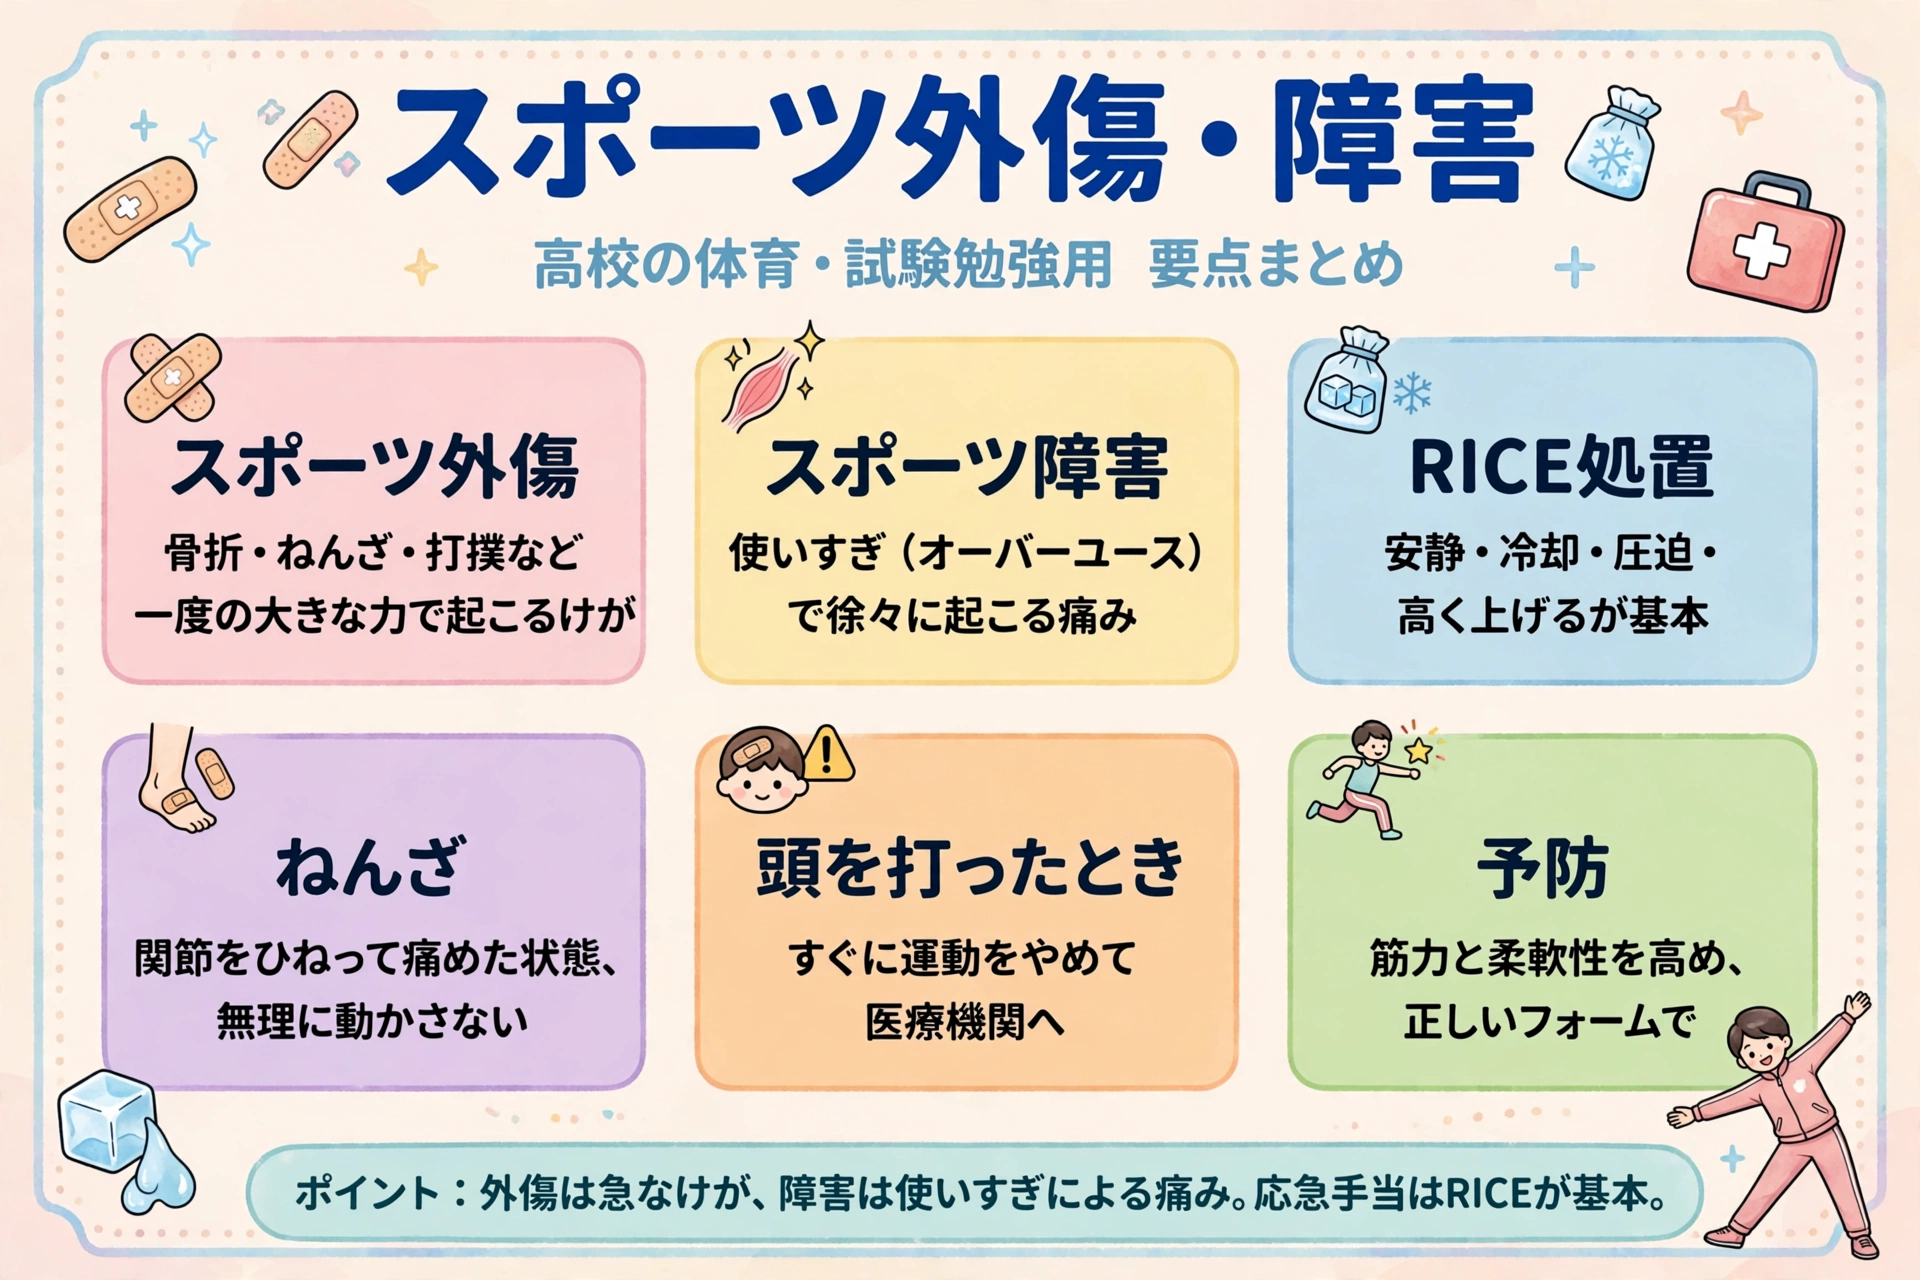 スポーツ外傷・障害
高校の体育・試験勉強用 要点まとめ
スポーツ外傷
骨折・ねんざ・打撲など
一度の大きな力で起こるけが
スポーツ障害
使いすぎ（オーバーユース）
で徐々に起こる痛み
RICE処置
安静・冷却・圧迫・
高く上げるが基本
ねんざ
関節をひねって痛めた状態、
無理に動かさない
頭を打ったとき
すぐに運動をやめて
医療機関へ
予防
筋力と柔軟性を高め、
正しいフォームで
ポイント：外傷は急なけが、障害は使いすぎによる痛み。応急手当はRICEが基本。